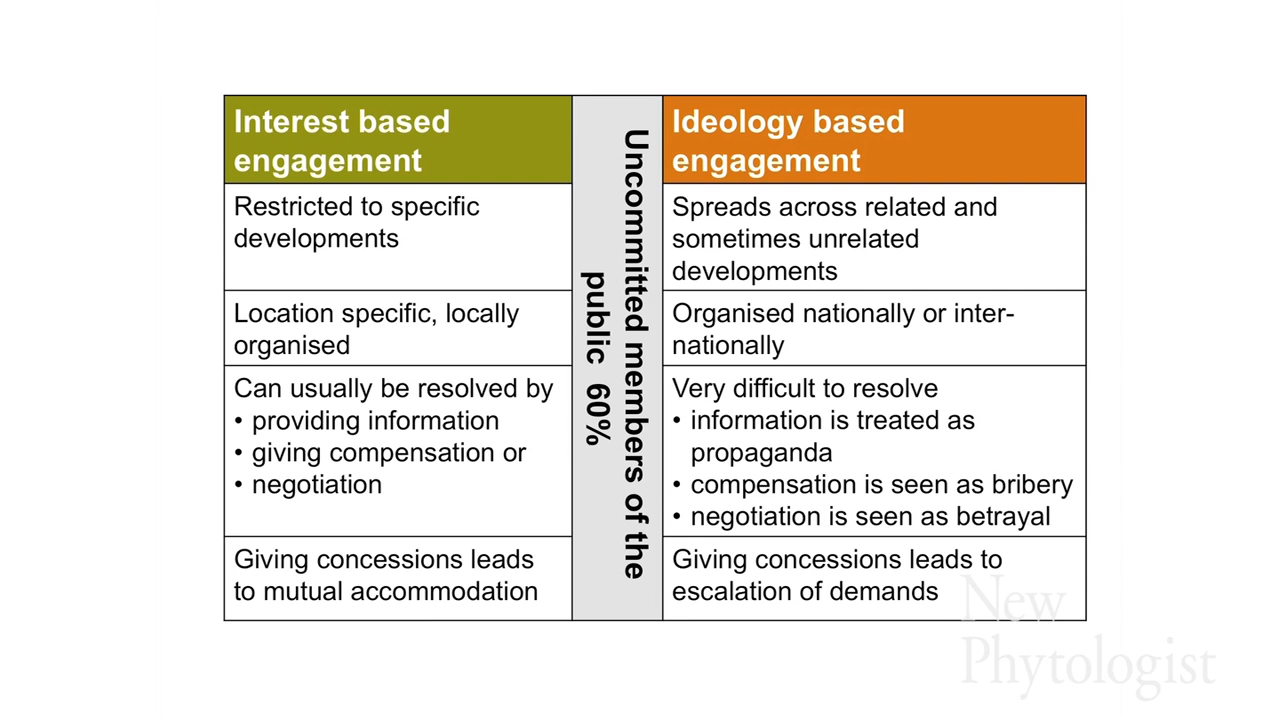 Interest based
engagement
Restricted to specific
developments
Location specific, locally
organised
Can usually be resolved by
• providing information
• giving compensation or
• negotiation
Giving concessions leads
to mutual accommodation
Uncommitted members of the
public 60%
Ideology based
engagement
Spreads across related and
sometimes unrelated
developments
Organised nationally or inter-
nationally
Very difficult to resolve
• information is treated as
propaganda
• compensation is seen as bribery
• negotiation is seen as betrayal
Giving concessions leads to
escalation of demands
New
Phytologist